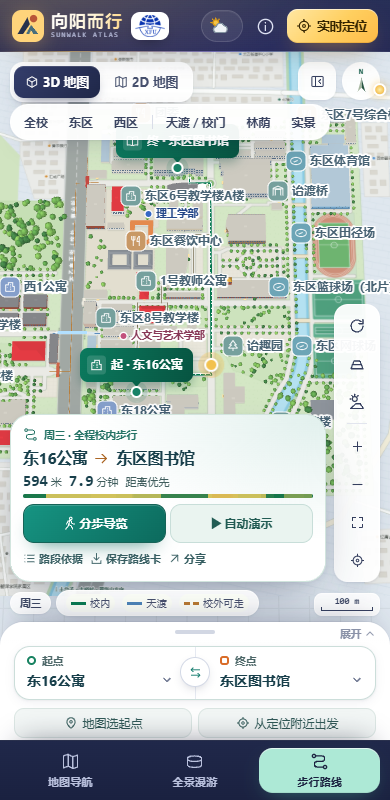 向阳而行
SUNWALK ATLAS
XFU
实时定位
3D 地图
2D 地图
N
全校
东区
西区
天渡 / 校门
林荫
实景
东区7号综合
终 · 东区图书馆
东区体育馆
东区6号教学楼A楼
诒渡桥
理工学部
东区田径场
东区餐饮中心
1号教师公寓
西1公寓
东区篮球场（北片
东区8号教学楼
学楼
人文与艺术学部
诒趣园
起 · 东16公寓
楼
东18公寓
周三 · 全程校内步行
东16公寓 → 东区图书馆
594 米 7.9 分钟 距离优先
分步导览
自动演示
路段依据
保存路线卡
分享
周三
校内
天渡
校外可走
100 m
展开
起点
东16公寓
终点
东区图书馆
地图选起点
从定位附近出发
地图导航
全景漫游
步行路线